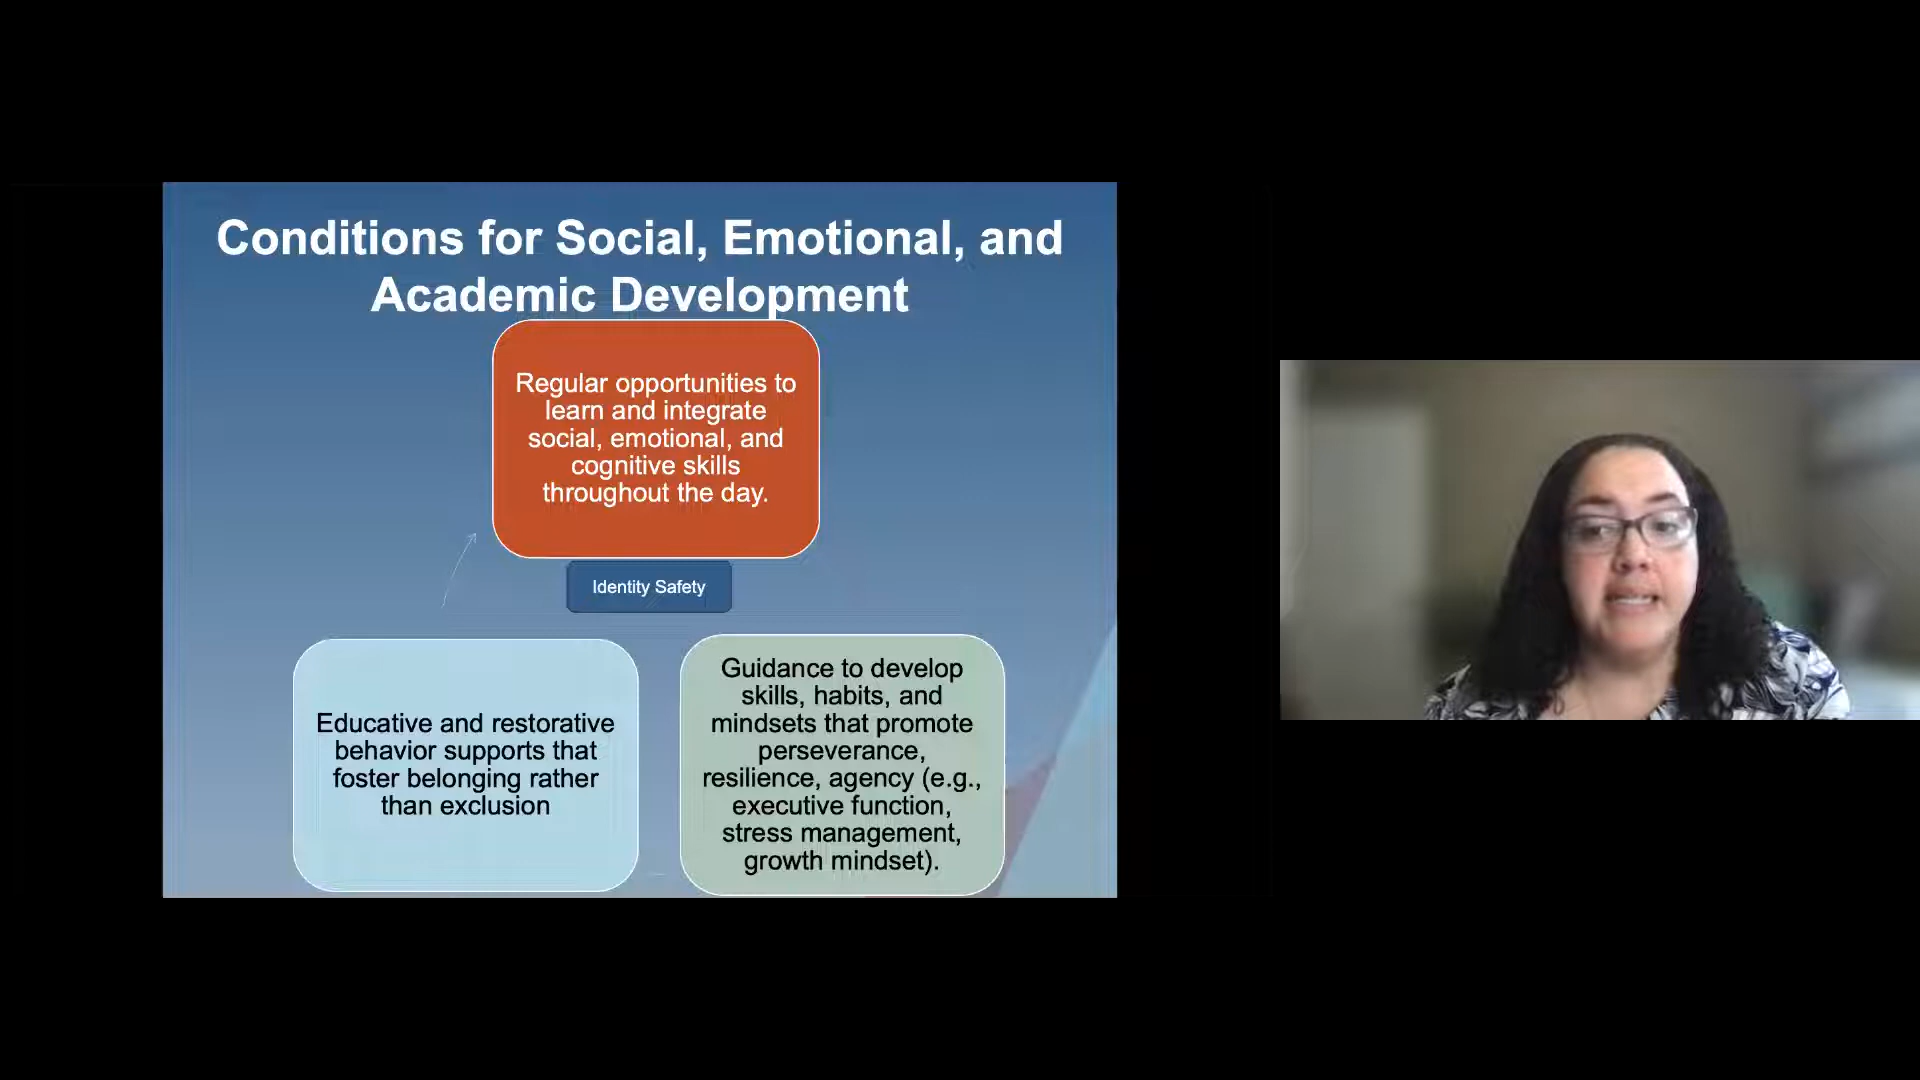 Conditions for Social, Emotional, and
Academic Development
Regular opportunities to
learn and integrate
social, emotional, and
cognitive skills
throughout the day.
Identity Safety
Educative and restorative
behavior supports that
foster belonging rather
than exclusion
Guidance to develop
skills, habits, and
mindsets that promote
perseverance,
resilience, agency (e.g.,
executive function,
stress management,
growth mindset).